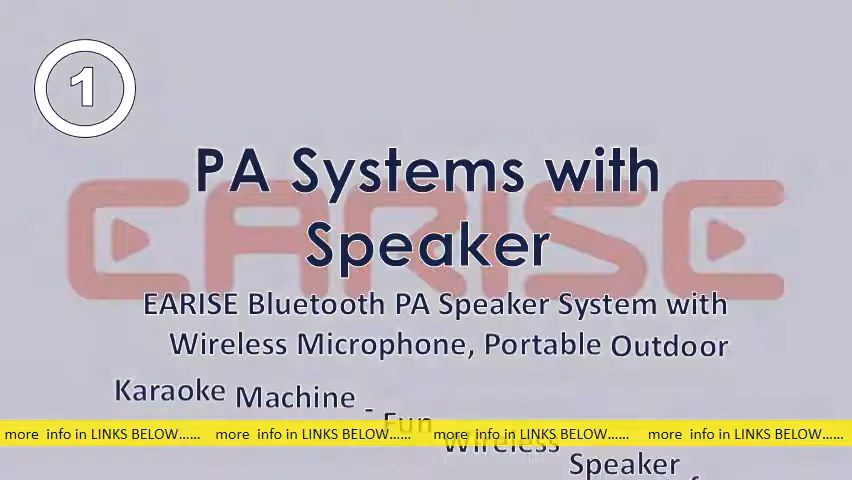 1
PA Systems with
Speaker
EARISE
EARISE Bluetooth PA Speaker System with
Wireless Microphone, Portable Outdoor
Karaoke Machine - Fun
Wireless
Speaker
more info in LINKS BELOW...... more info in LINKS BELOW...... more info in LINKS BELOW...... more info in LINKS BELOW......